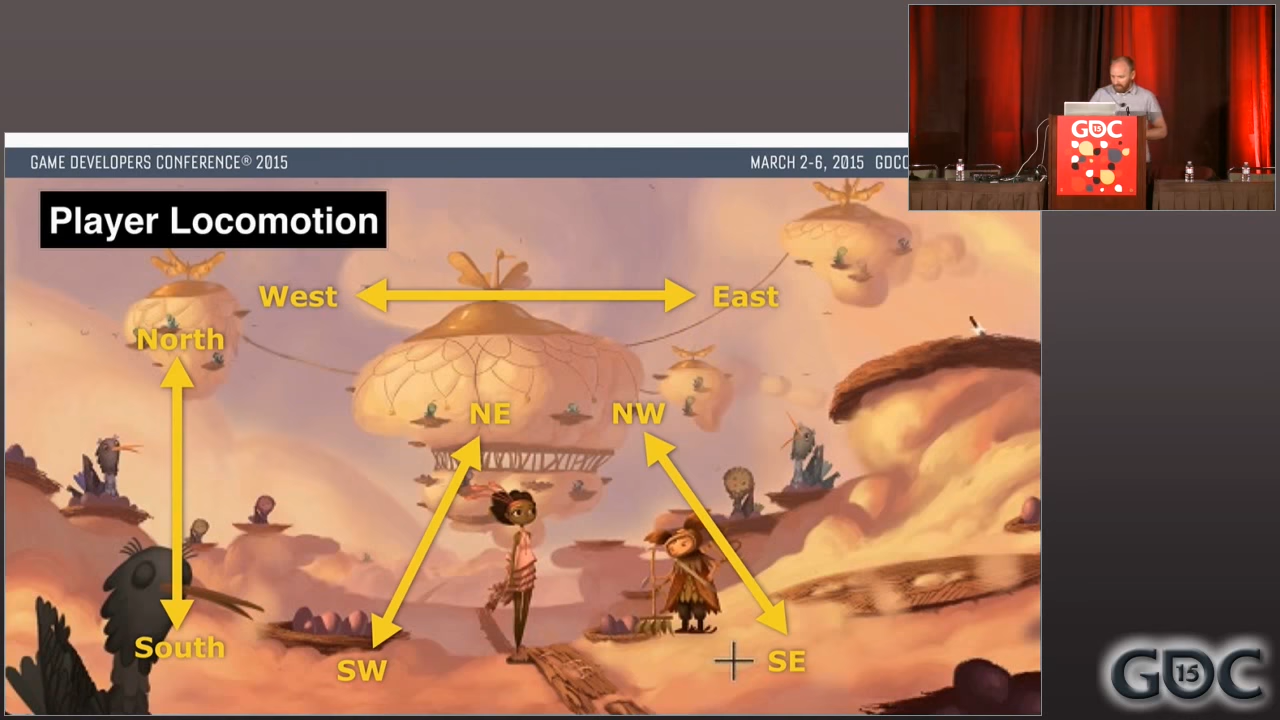 GAME DEVELOPERS CONFERENCE® 2015
MARCH 2-6, 2015 GDCC
Player Locomotion
West
East
North
NE
NW
South
SW
SE
GDC
15
GDC
15